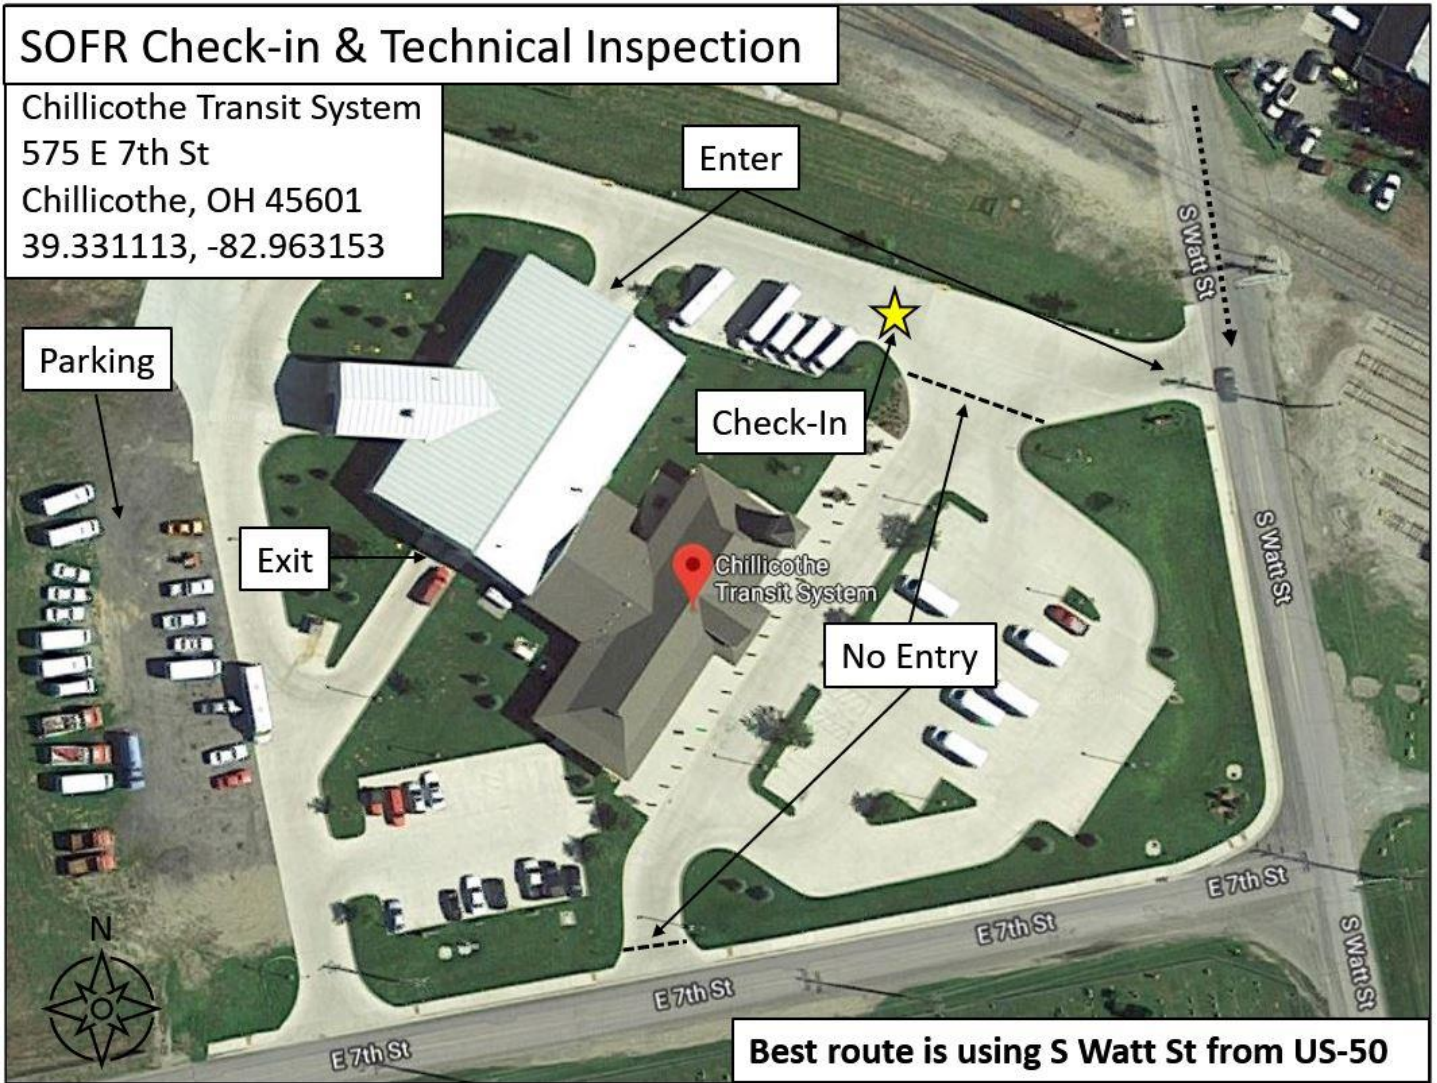 SOFR Check-in & Technical Inspection
Chillicothe Transit System
575 E 7th St
Chillicothe, OH 45601
39.331113, -82.963153
Enter
S Watt St
Parking
Check-In
Exit
S Watt St
Chillicothe
Transit System
No Entry
E 7th St
E 7th St
S Watt St
E 7th St
N
E 7th St
Best route is using S Watt St from US-50